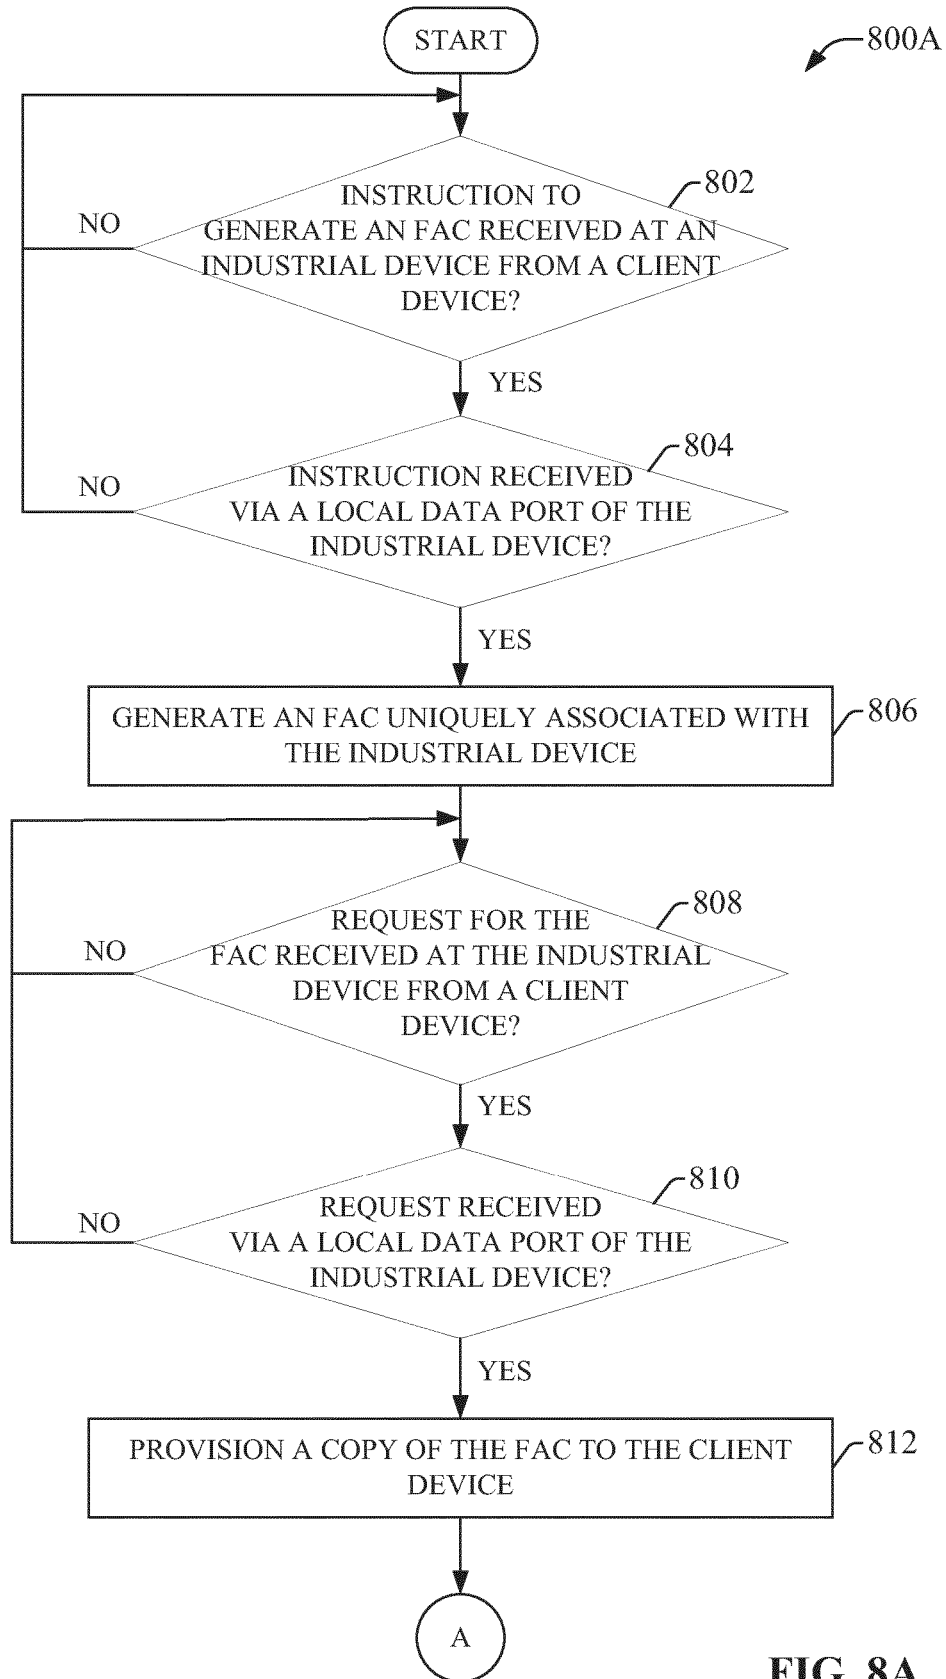 START
800A
INSTRUCTION TO
GENERATE AN FAC RECEIVED AT AN
INDUSTRIAL DEVICE FROM A CLIENT
DEVICE?
802
NO
YES
INSTRUCTION RECEIVED
VIA A LOCAL DATA PORT OF THE
INDUSTRIAL DEVICE?
804
NO
YES
GENERATE AN FAC UNIQUELY ASSOCIATED WITH
THE INDUSTRIAL DEVICE
806
REQUEST FOR THE
FAC RECEIVED AT THE INDUSTRIAL
DEVICE FROM A CLIENT
DEVICE?
808
NO
YES
REQUEST RECEIVED
VIA A LOCAL DATA PORT OF THE
INDUSTRIAL DEVICE?
810
NO
YES
PROVISION A COPY OF THE FAC TO THE CLIENT
DEVICE
812
A
FIG. 8A